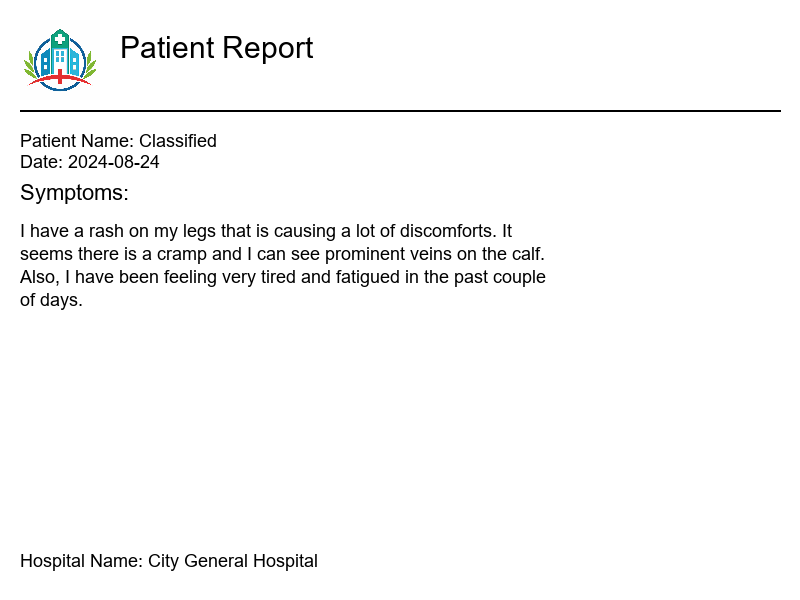 Patient Report
Patient Name: Classified
Date: 2024-08-24
Symptoms:
I have a rash on my legs that is causing a lot of discomforts. It
seems there is a cramp and I can see prominent veins on the calf.
Also, I have been feeling very tired and fatigued in the past couple
of days.
Hospital Name: City General Hospital